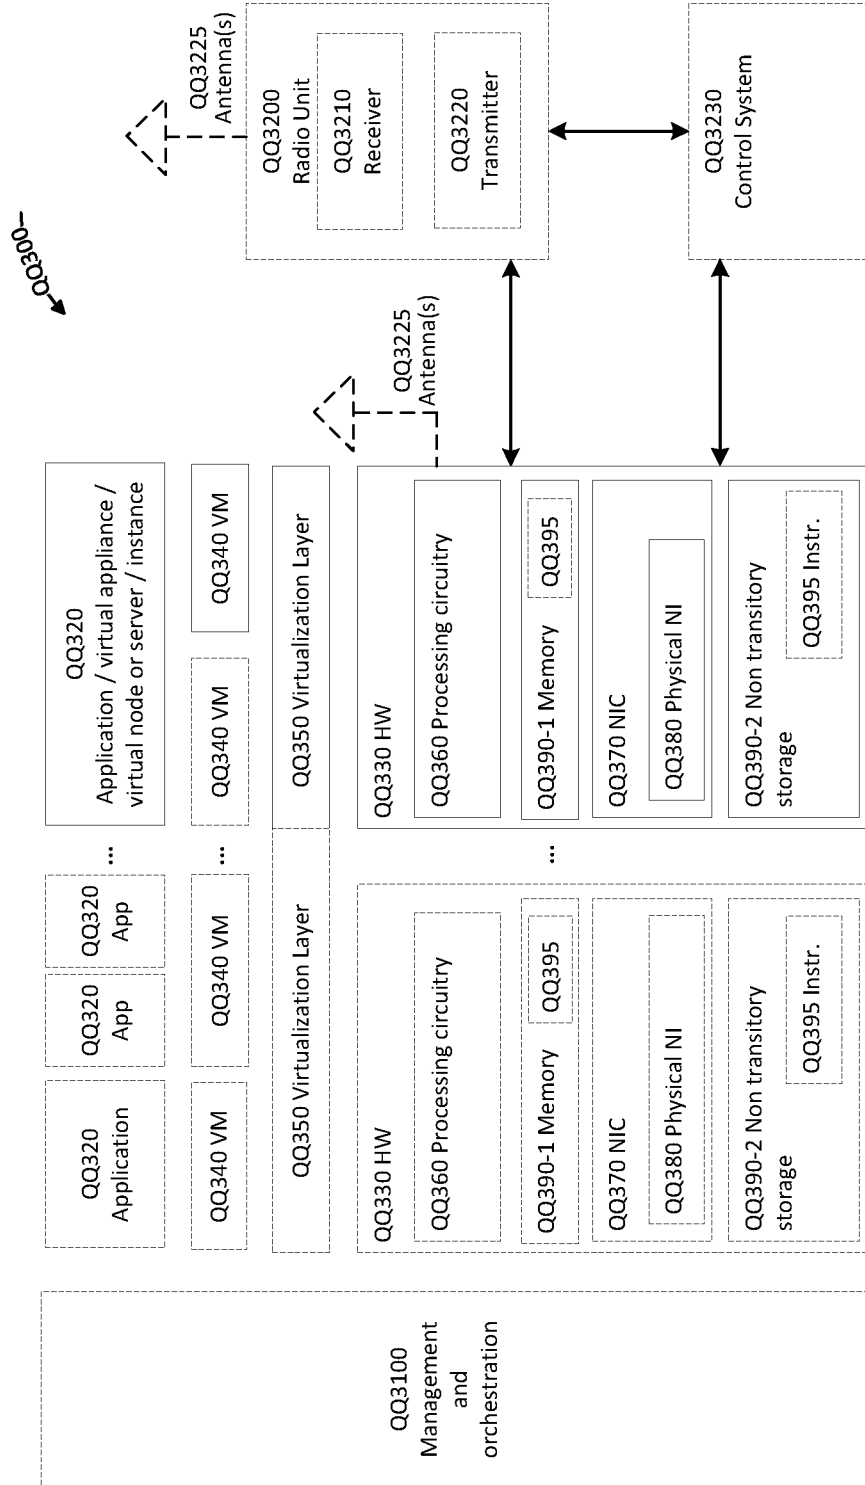 QQ300
QQ3100
Management
and
orchestration
QQ320
Application
QQ320
App
QQ320
App
...
QQ320
Application / virtual appliance /
virtual node or server / instance
QQ340 VM
QQ340 VM
...
QQ340 VM
QQ340 VM
QQ350 Virtualization Layer
QQ350 Virtualization Layer
QQ330 HW
QQ360 Processing circuitry
QQ390-1 Memory
QQ395
QQ370 NIC
QQ380 Physical NI
QQ390-2 Non transitory
storage
QQ395 Instr.
...
QQ330 HW
QQ360 Processing circuitry
QQ390-1 Memory
QQ395
QQ370 NIC
QQ380 Physical NI
QQ390-2 Non transitory
storage
QQ395 Instr.
QQ3225
Antenna(s)
QQ3225
Antenna(s)
QQ3200
Radio Unit
QQ3210
Receiver
QQ3220
Transmitter
QQ3230
Control System